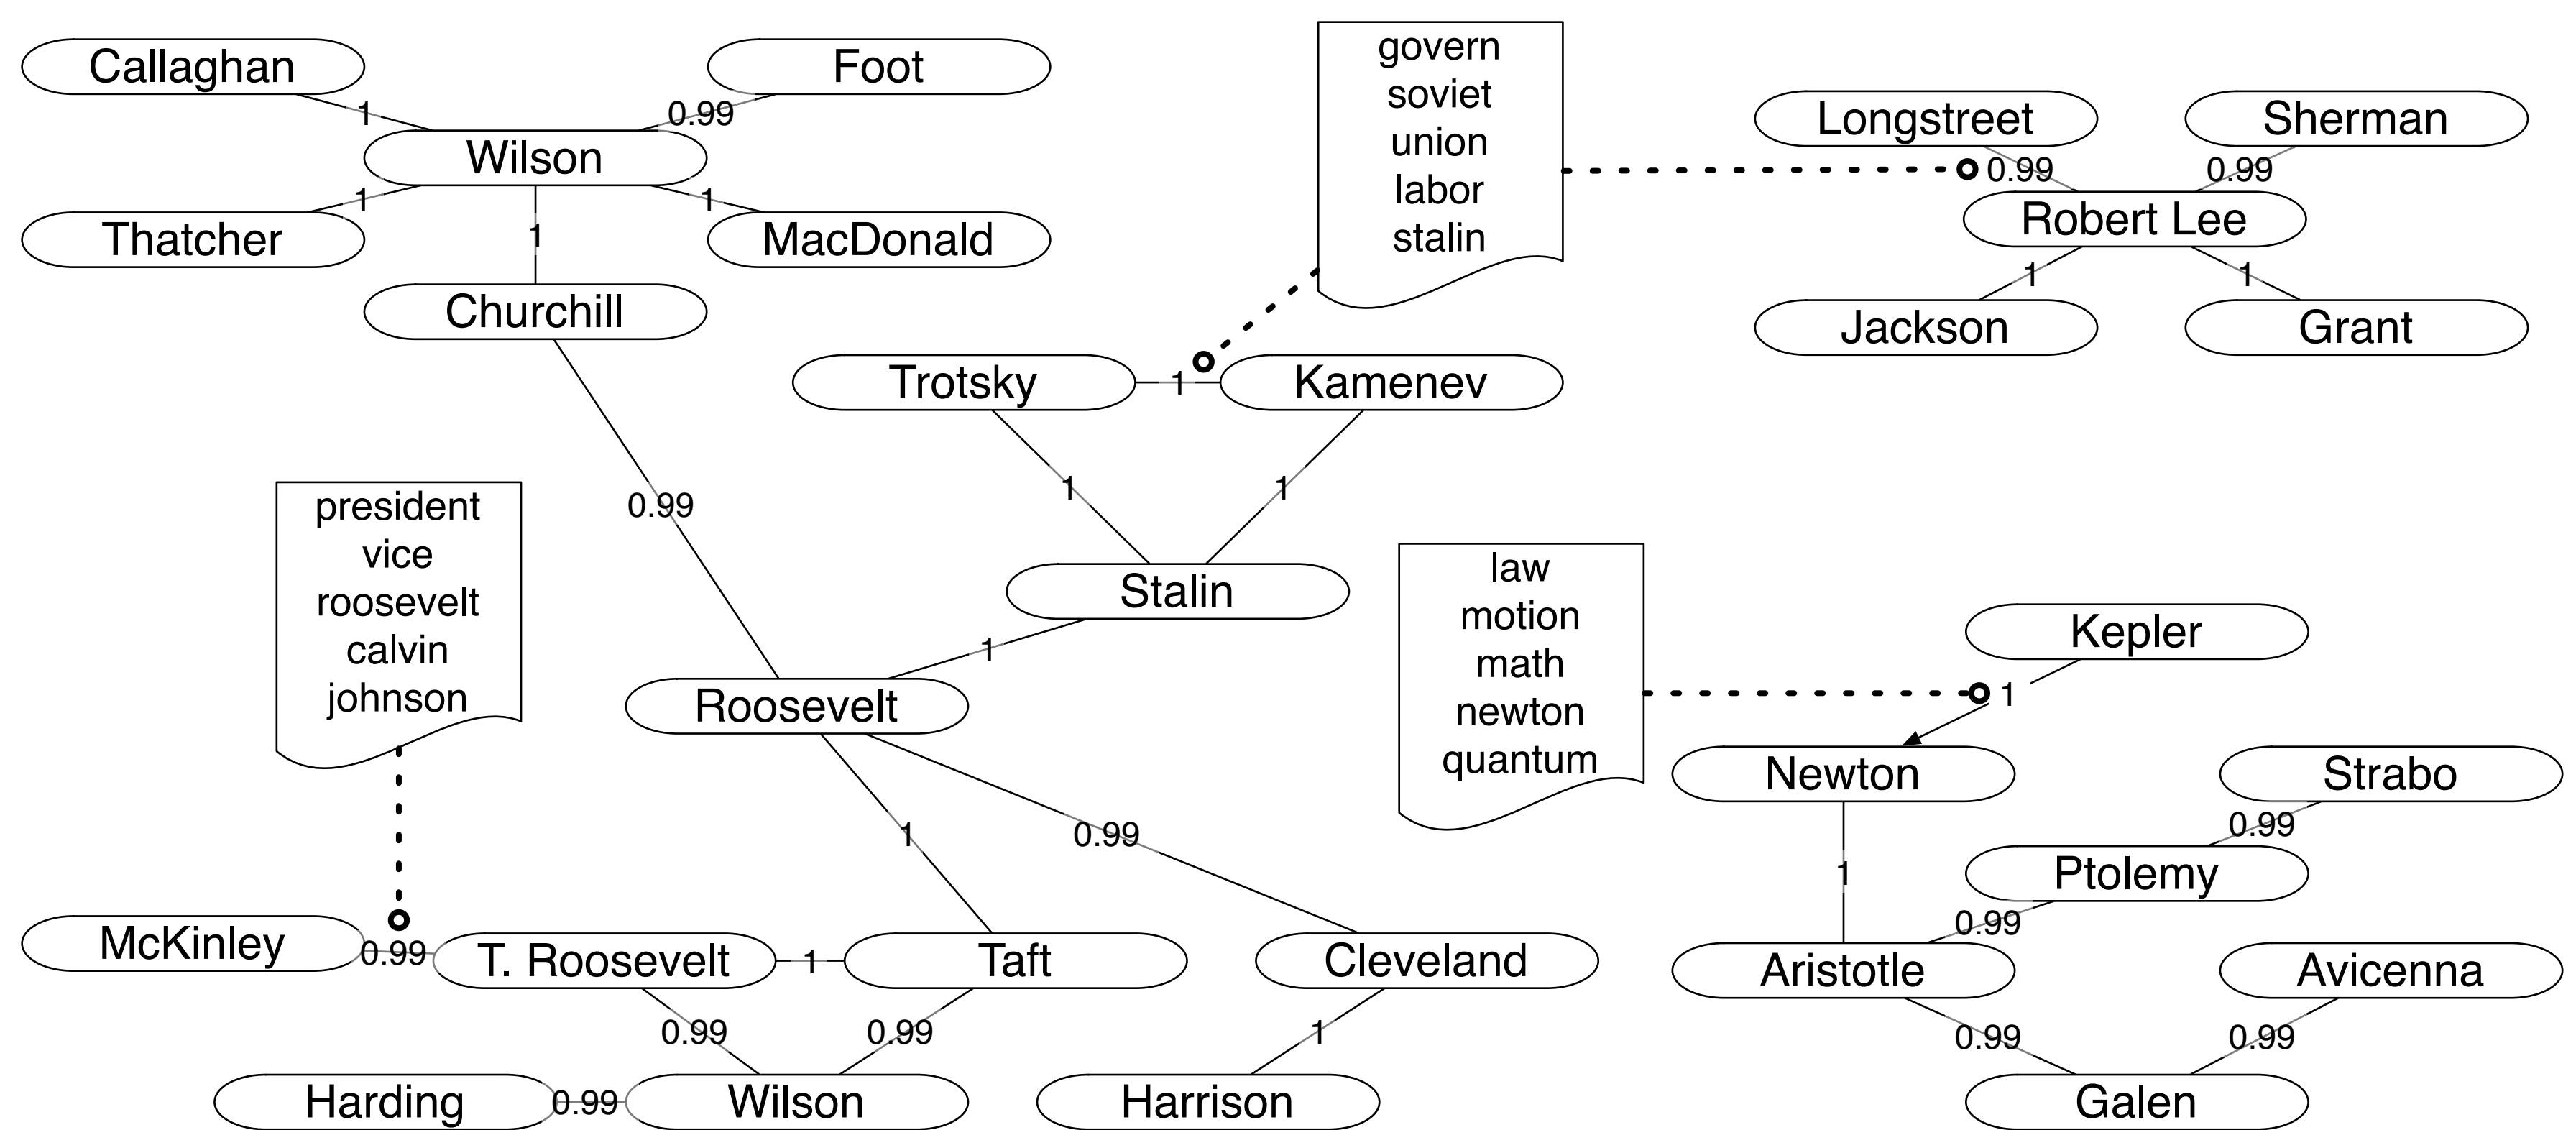 Callaghan
Foot
1
0.99
Wilson
1
1
Thatcher
1
MacDonald
Churchill
govern
soviet
union
labor
stalin
Longstreet
Sherman
0.99
0.99
Robert Lee
1
1
Jackson
Grant
Trotsky
1
Kamenev
1
1
0.99
Stalin
1
Roosevelt
president
vice
roosevelt
calvin
johnson
law
motion
math
newton
quantum
Kepler
1
Newton
Strabo
0.99
1
Ptolemy
0.99
Aristotle
Avicenna
0.99
0.99
Galen
1
0.99
McKinley
0.99
T. Roosevelt
1
Taft
Cleveland
0.99
0.99
1
Harding
0.99
Wilson
Harrison